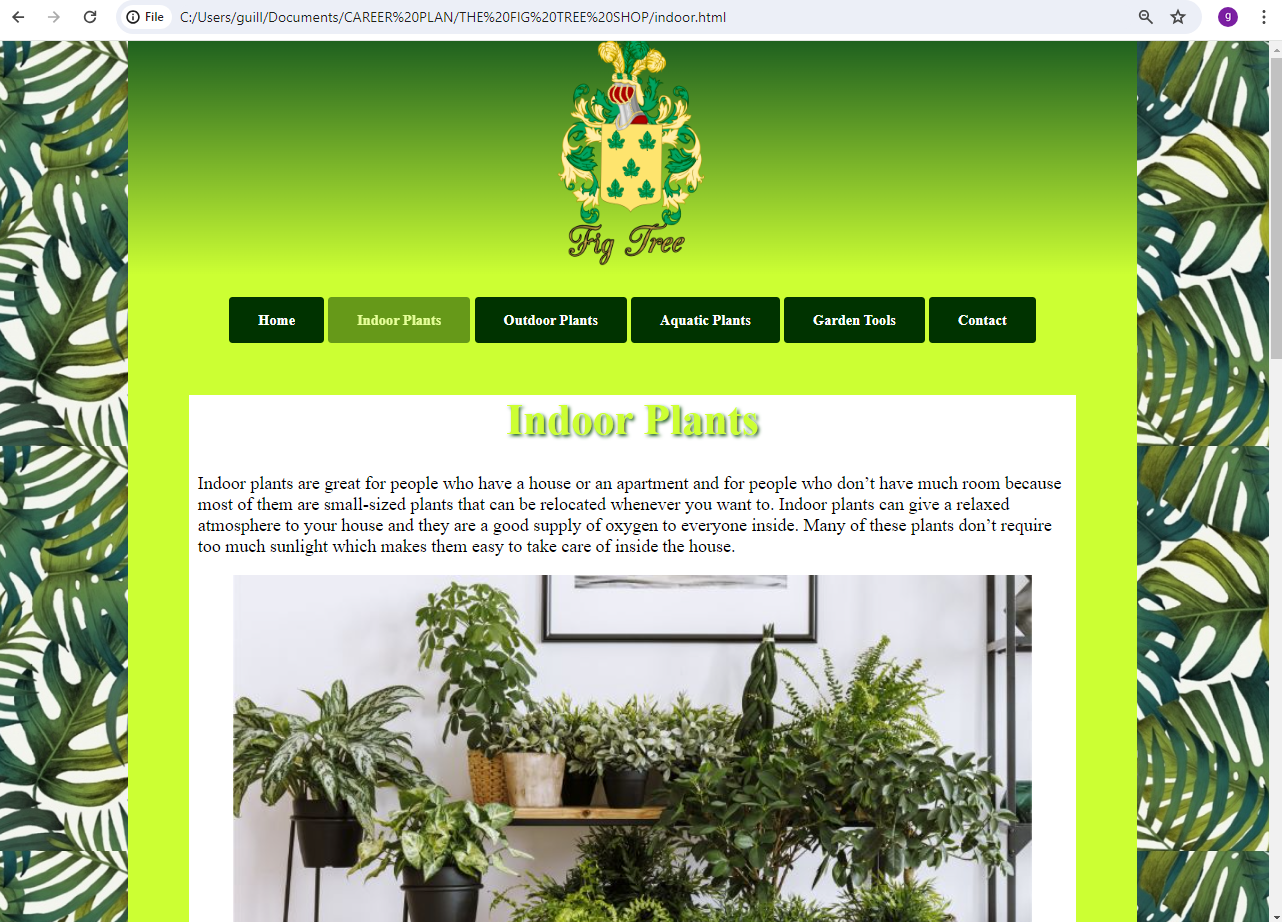 File C:/Users/guill/Documents/CAREER%20PLAN/THE%20FIG%20TREE%20SHOP/indoor.html
g
Fig Tree
Home Indoor Plants Outdoor Plants Aquatic Plants Garden Tools Contact
Indoor Plants
Indoor plants are great for people who have a house or an apartment and for people who don’t have much room because
most of them are small-sized plants that can be relocated whenever you want to. Indoor plants can give a relaxed
atmosphere to your house and they are a good supply of oxygen to everyone inside. Many of these plants don’t require
too much sunlight which makes them easy to take care of inside the house.